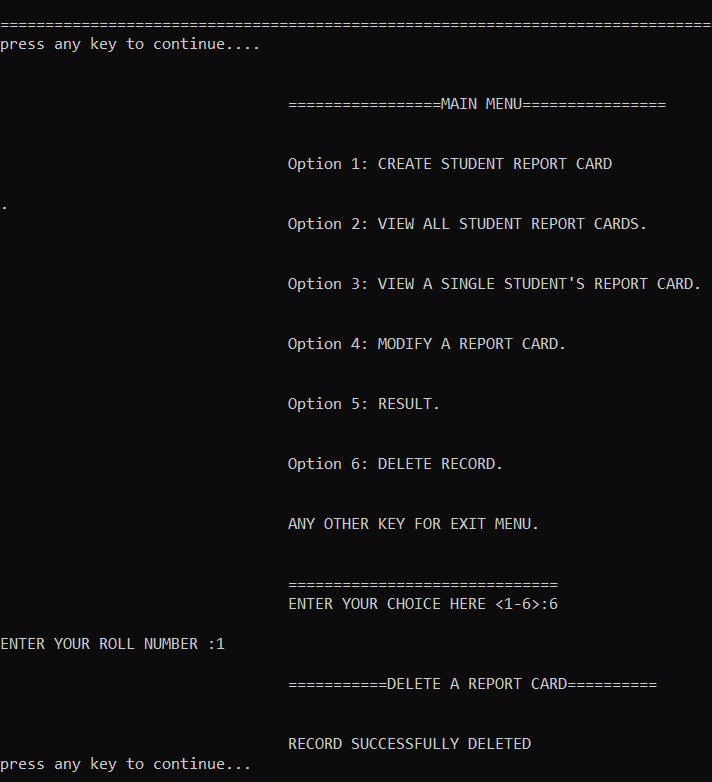 ===============================================================================
press any key to continue....
=================MAIN MENU================
Option 1: CREATE STUDENT REPORT CARD
.
Option 2: VIEW ALL STUDENT REPORT CARDS.
Option 3: VIEW A SINGLE STUDENT'S REPORT CARD.
Option 4: MODIFY A REPORT CARD.
Option 5: RESULT.
Option 6: DELETE RECORD.
ANY OTHER KEY FOR EXIT MENU.
==============================
ENTER YOUR CHOICE HERE <1-6>:6
ENTER YOUR ROLL NUMBER :1
===========DELETE A REPORT CARD==========
RECORD SUCCESSFULLY DELETED
press any key to continue...